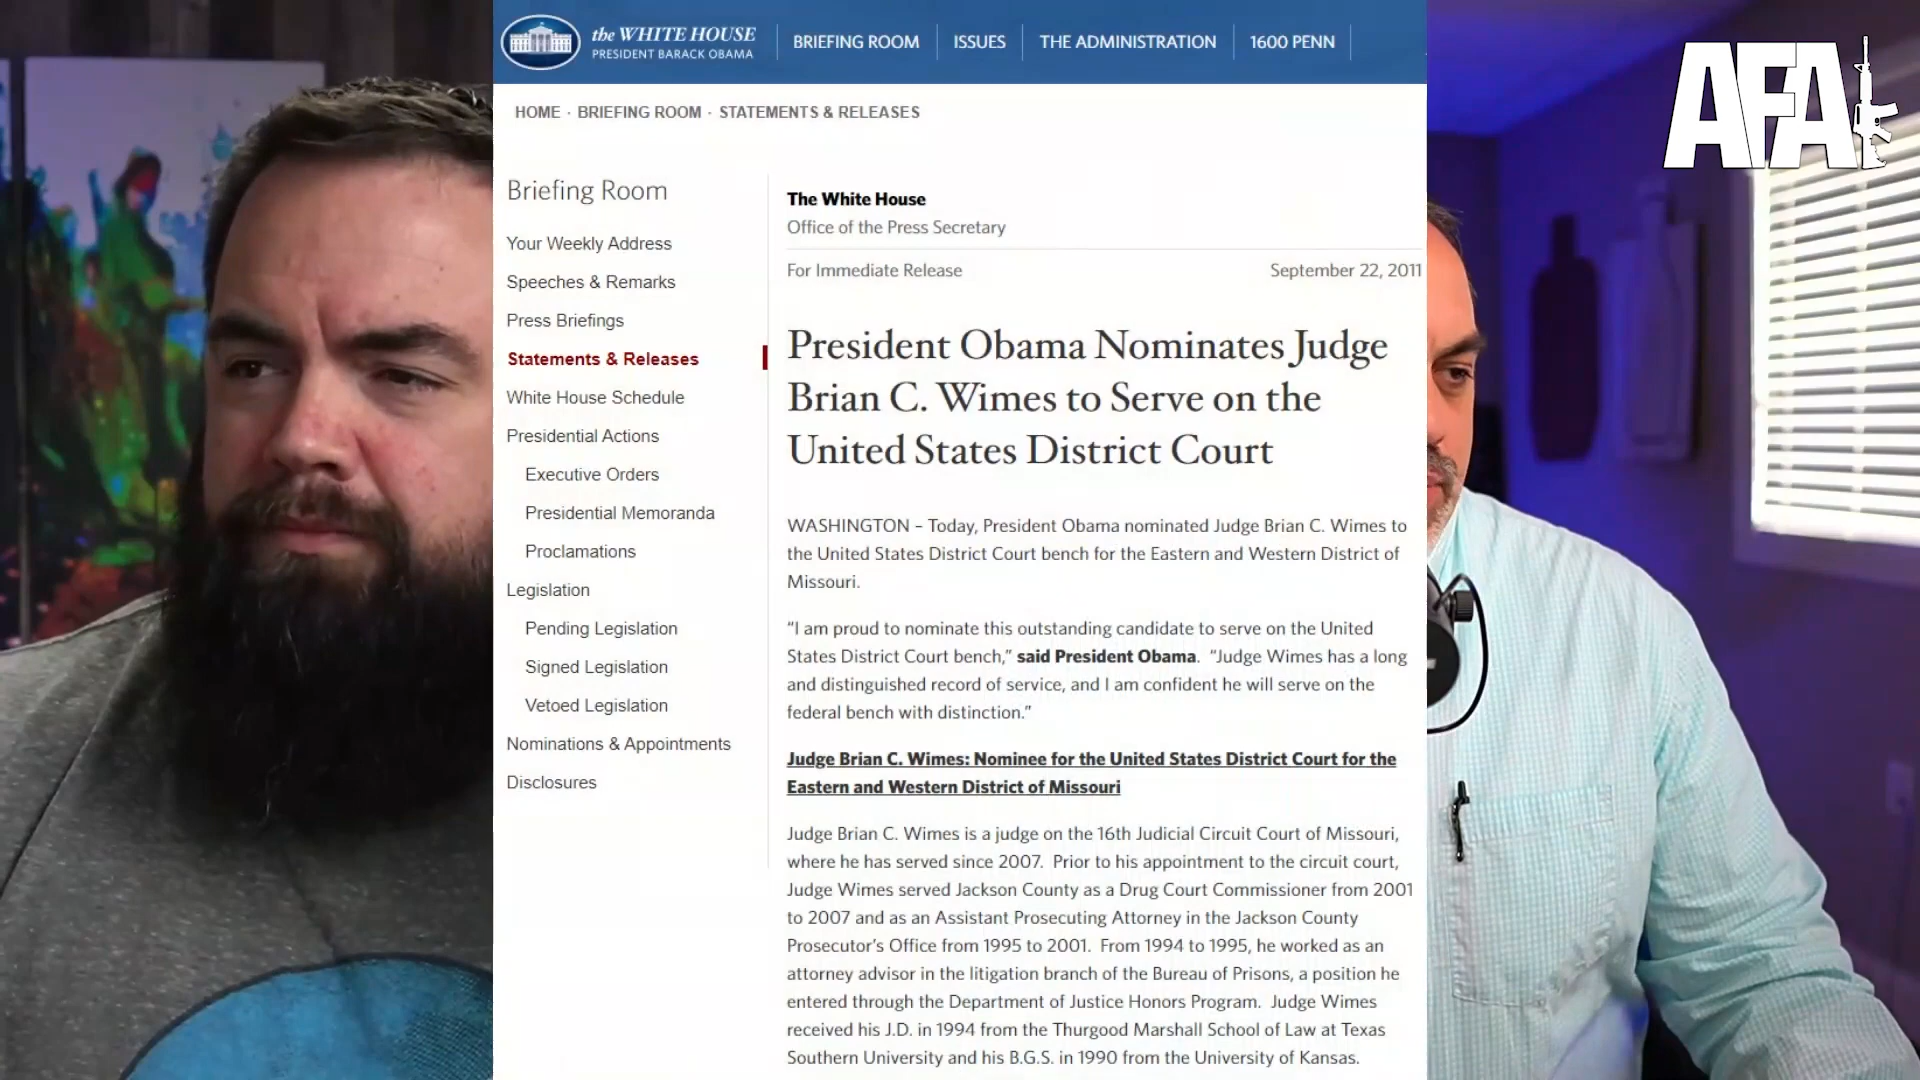 the WHITE HOUSE
PRESIDENT BARACK OBAMA
BRIEFING ROOM
ISSUES
THE ADMINISTRATION
1600 PENN
AFA
HOME · BRIEFING ROOM · STATEMENTS & RELEASES
Briefing Room
Your Weekly Address
Speeches & Remarks
Press Briefings
Statements & Releases
White House Schedule
Presidential Actions
Executive Orders
Presidential Memoranda
Proclamations
Legislation
Pending Legislation
Signed Legislation
Vetoed Legislation
Nominations & Appointments
Disclosures
The White House
Office of the Press Secretary
For Immediate Release
September 22, 2011
President Obama Nominates Judge
Brian C. Wimes to Serve on the
United States District Court
WASHINGTON – Today, President Obama nominated Judge Brian C. Wimes to
the United States District Court bench for the Eastern and Western District of
Missouri.
“I am proud to nominate this outstanding candidate to serve on the United
States District Court bench,” said President Obama.  “Judge Wimes has a long
and distinguished record of service, and I am confident he will serve on the
federal bench with distinction.”
Judge Brian C. Wimes: Nominee for the United States District Court for the
Eastern and Western District of Missouri
Judge Brian C. Wimes is a judge on the 16th Judicial Circuit Court of Missouri,
where he has served since 2007.  Prior to his appointment to the circuit court,
Judge Wimes served Jackson County as a Drug Court Commissioner from 2001
to 2007 and as an Assistant Prosecuting Attorney in the Jackson County
Prosecutor’s Office from 1995 to 2001.  From 1994 to 1995, he worked as an
attorney advisor in the litigation branch of the Bureau of Prisons, a position he
entered through the Department of Justice Honors Program.  Judge Wimes
received his J.D. in 1994 from the Thurgood Marshall School of Law at Texas
Southern University and his B.G.S. in 1990 from the University of Kansas.